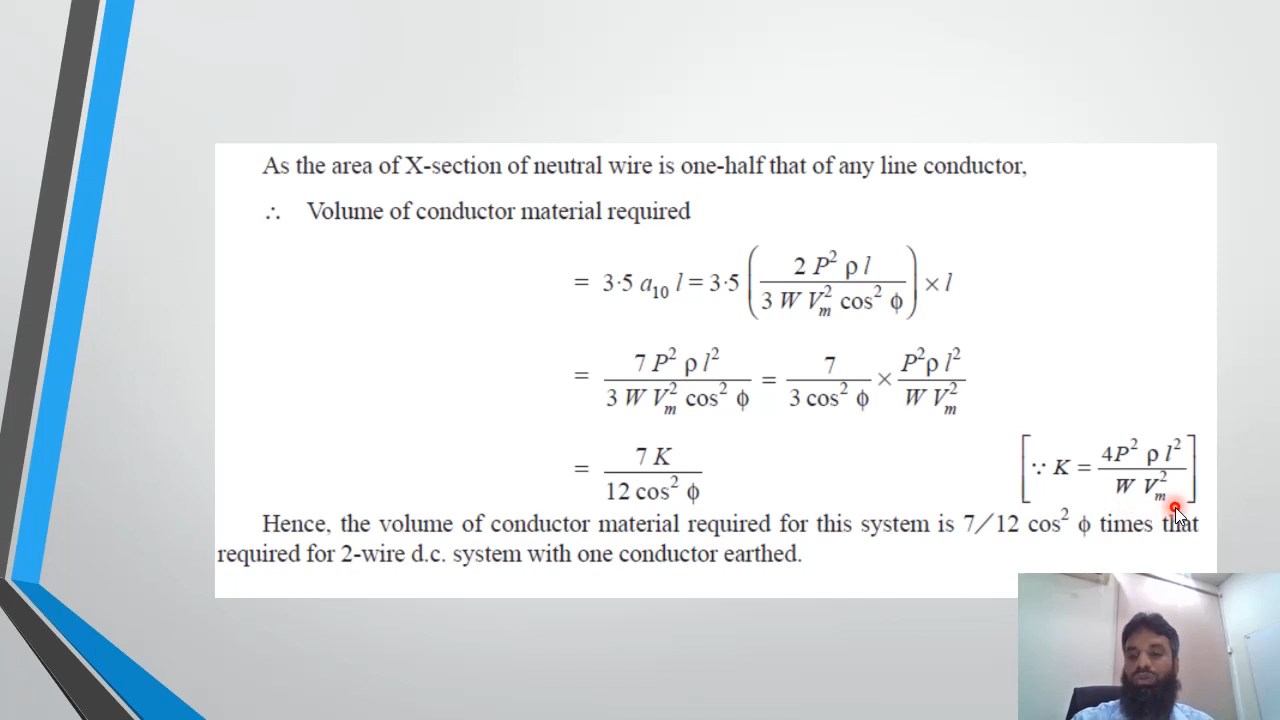 As the area of X-section of neutral wire is one-half that of any line conductor,
∴ Volume of conductor material required
= 3·5 a₁₀ l = 3·5 ( 2 P² ρ l / 3 W Vₘ² cos² ϕ ) × l
= 7 P² ρ l² / 3 W Vₘ² cos² ϕ = 7 / 3 cos² ϕ × P² ρ l² / W Vₘ²
= 7 K / 12 cos² ϕ [ ∵ K = 4P² ρ l² / W Vₘ² ]
Hence, the volume of conductor material required for this system is 7/12 cos² ϕ times that
required for 2-wire d.c. system with one conductor earthed.